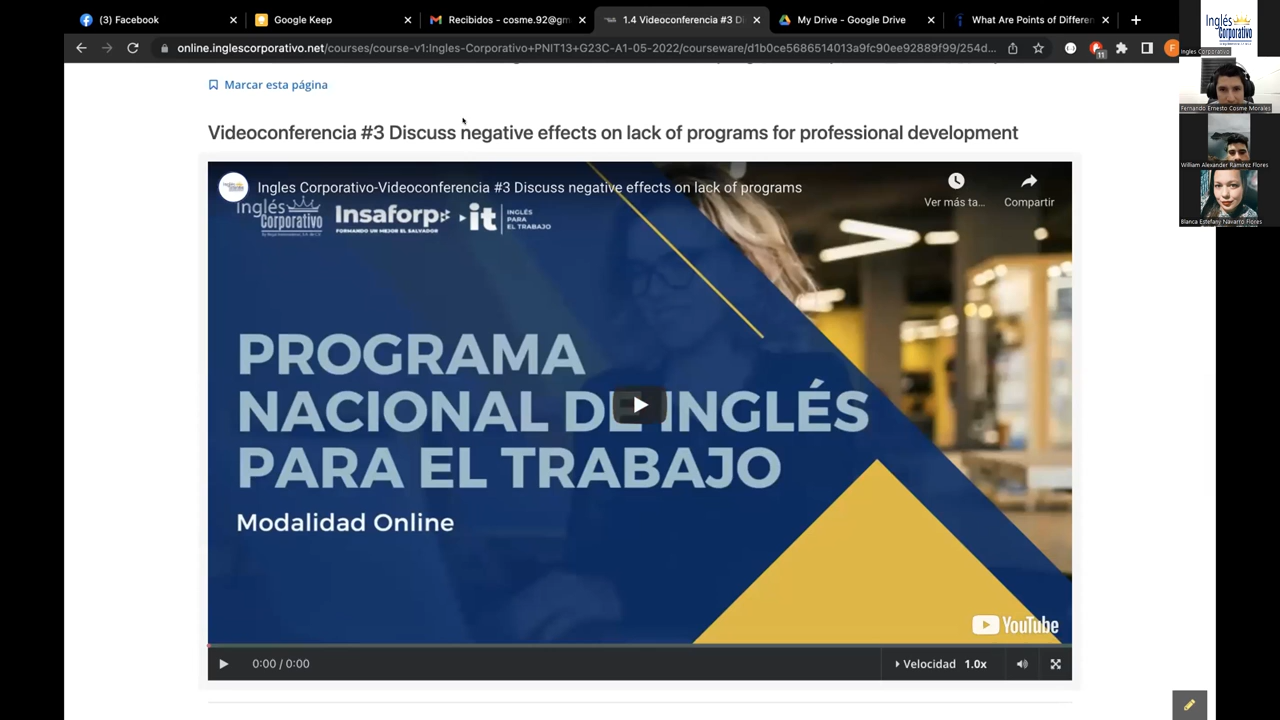 (3) Facebook
Google Keep
Recibidos - cosme.92@gm
1.4 Videoconferencia #3 Di
My Drive - Google Drive
What Are Points of Differen
online.inglescorporativo.net/courses/course-v1:Ingles-Corporativo+PNIT13+G23C-A1-05-2022/courseware/d1b0ce5686514013a9fc90ee92889f99/254d...
11
F
Inglés
Corporativo
Ingles Corporativo
Fernando Ernesto Cosme Morales
William Alexander Ramirez Flores
Blanca Estefany Navarro Flores
Marcar esta página
Videoconferencia #3 Discuss negative effects on lack of programs for professional development
Ingles Corporativo-Videoconferencia #3 Discuss negative effects on lack of programs
Ver más ta...
Compartir
Inglés
Corporativo
Insaforp
FORMANDO UN MEJOR EL SALVADOR
it
INGLÉS
PARA EL
TRABAJO
PROGRAMA
NACIONAL DE INGLÉS
PARA EL TRABAJO
Modalidad Online
YouTube
0:00 / 0:00
Velocidad 1.0x